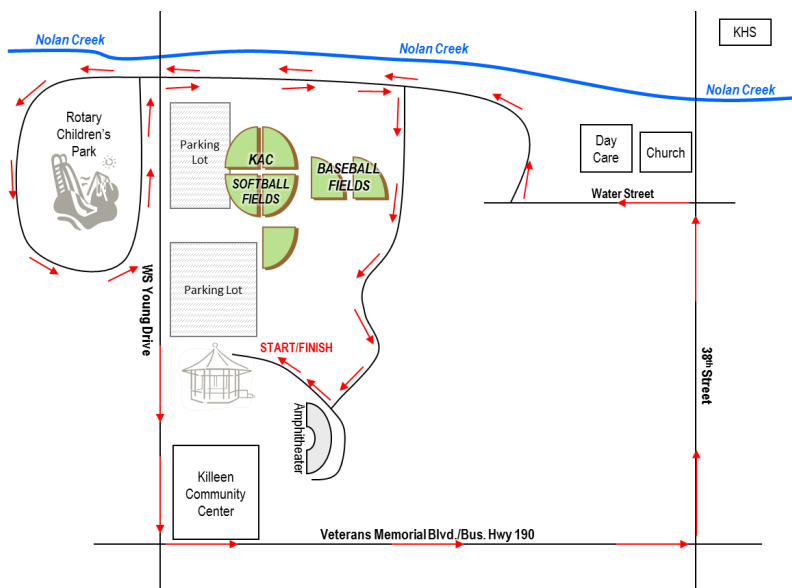 KHS
Nolan Creek
Nolan Creek
Nolan Creek
Rotary
Children's
Park
Parking
Lot
KAC
SOFTBALL
FIELDS
BASEBALL
FIELDS
Day
Care
Church
Water Street
WS Young Drive
Parking Lot
START/FINISH
38th Street
Amphitheater
Killeen
Community
Center
Veterans Memorial Blvd./Bus. Hwy 190